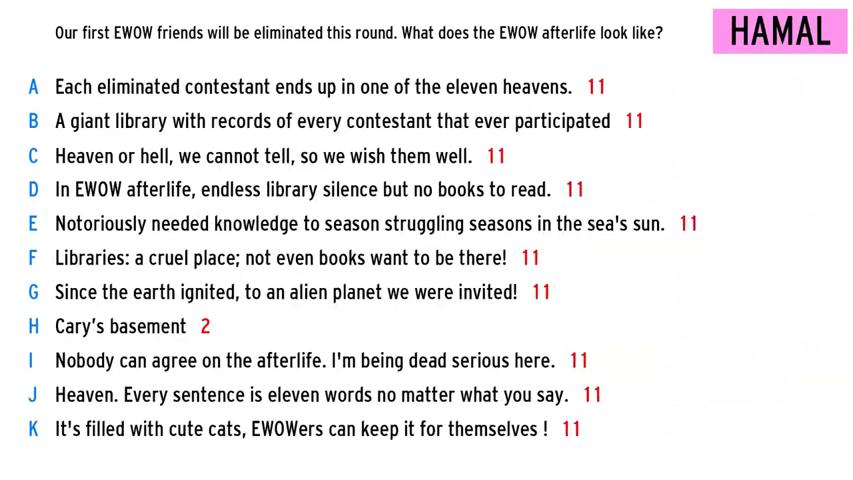 Our first EWOW friends will be eliminated this round. What does the EWOW afterlife look like?
HAMAL
A Each eliminated contestant ends up in one of the eleven heavens. 11
B A giant library with records of every contestant that ever participated 11
C Heaven or hell, we cannot tell, so we wish them well. 11
D In EWOW afterlife, endless library silence but no books to read. 11
E Notoriously needed knowledge to season struggling seasons in the sea's sun. 11
F Libraries: a cruel place; not even books want to be there! 11
G Since the earth ignited, to an alien planet we were invited! 11
H Cary's basement 2
I Nobody can agree on the afterlife. I'm being dead serious here. 11
J Heaven. Every sentence is eleven words no matter what you say. 11
K It's filled with cute cats, EWOWers can keep it for themselves ! 11